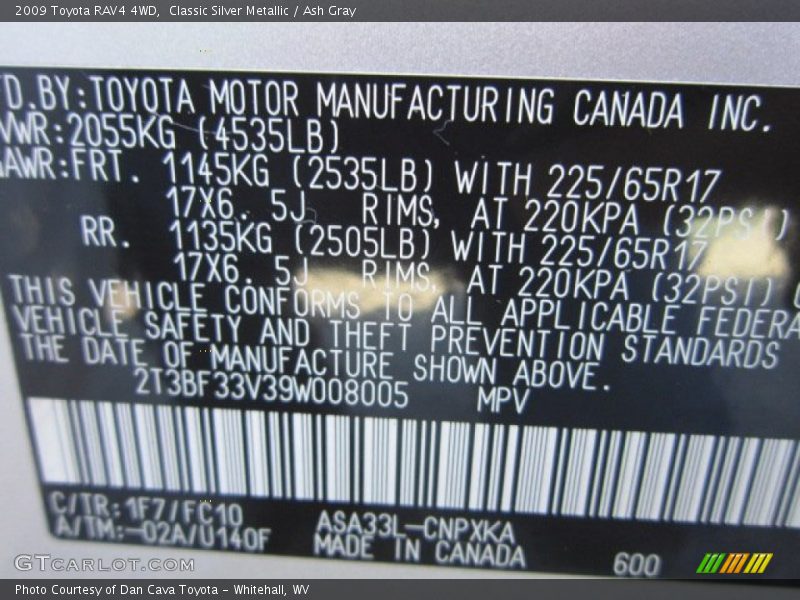 2009 Toyota RAV4 4WD,  Classic Silver Metallic / Ash Gray
D.BY:TOYOTA MOTOR MANUFACTURING CANADA INC.
VWR:2055KG (4535LB)
AWR:FRT. 1145KG (2535LB) WITH 225/65R17
17X6. 5J RIMS, AT 220KPA (32PSI)
RR. 1135KG (2505LB) WITH 225/65R17
17X6. 5J RIMS, AT 220KPA (32PSI) (
THIS VEHICLE CONFORMS TO ALL APPLICABLE FEDERA
VEHICLE SAFETY AND THEFT PREVENTION STANDARDS
THE DATE OF MANUFACTURE SHOWN ABOVE.
2T3BF33V39W008005 MPV
C/TR:1F7/FC10
A/TM:-02A/U140F
ASA33L-CNPXKA
MADE IN CANADA
600
GTCARLOT.COM
Photo Courtesy of Dan Cava Toyota - Whitehall, WV